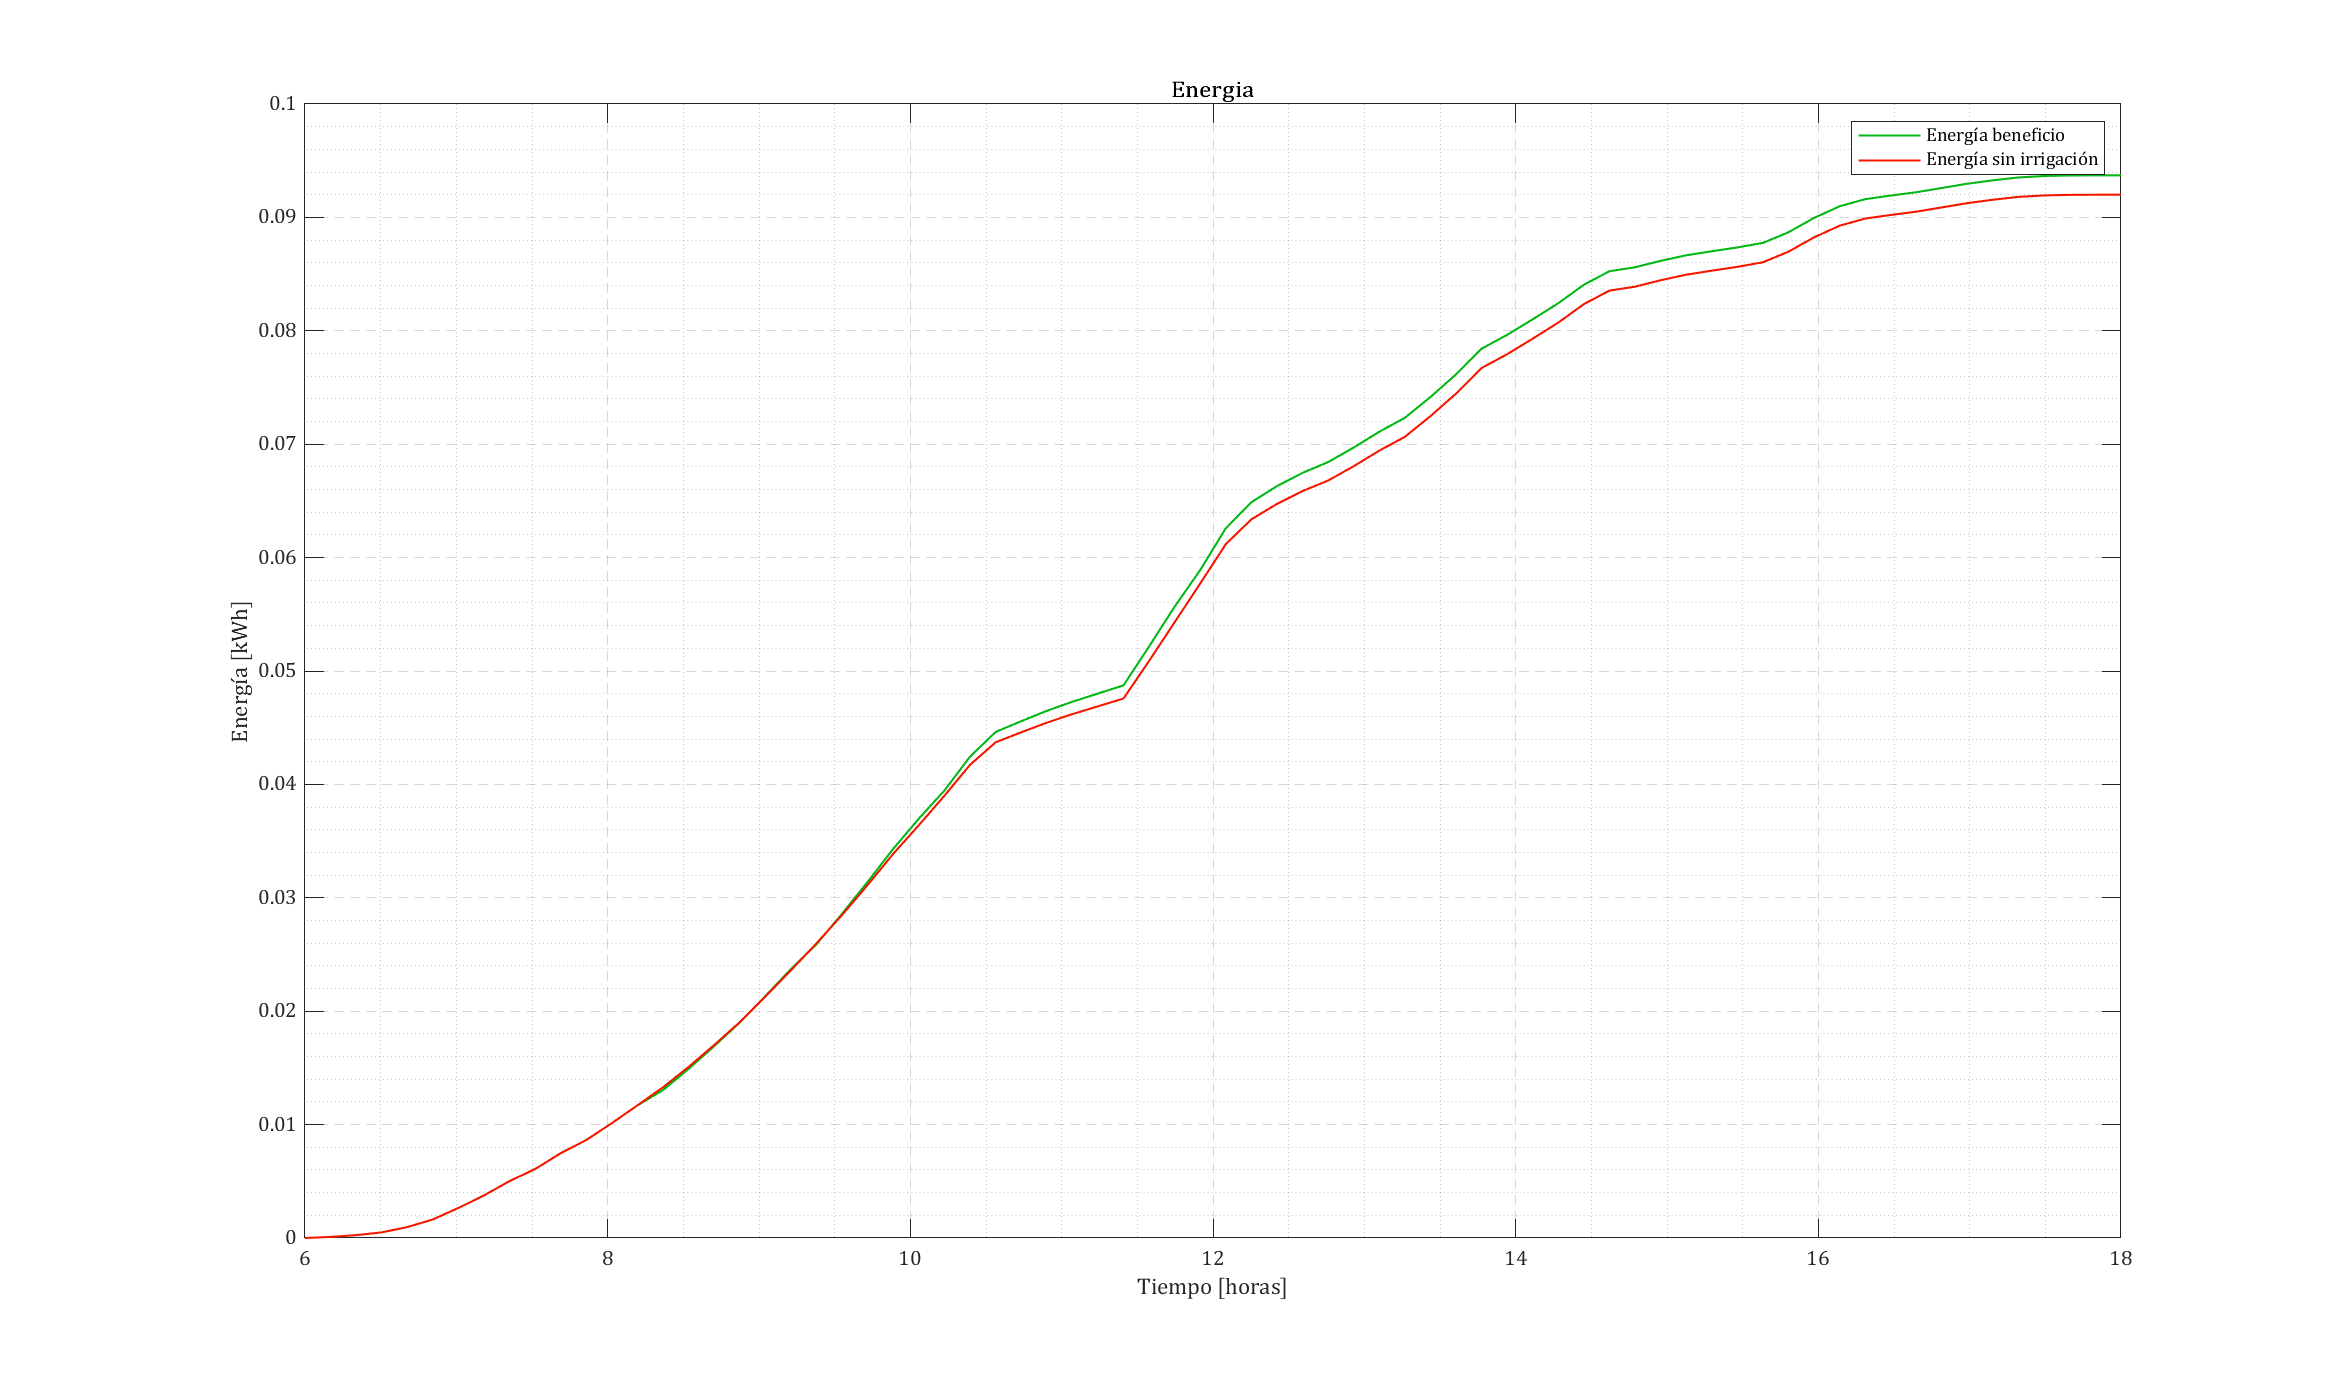 Energia
0.1
0.09
0.08
0.07
0.06
0.05
0.04
0.03
0.02
0.01
0
Energía [kWh]
Energía beneficio
Energía sin irrigación
6 8 10 12 14 16 18
Tiempo [horas]